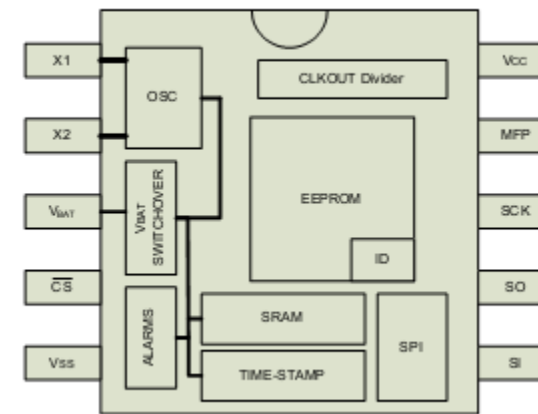 X1
X2
VBAT
CS
Vss
OSC
VBAT
SWITCHOVER
ALARMS
CLKOUT Divider
EEPROM
ID
SRAM
TIME-STAMP
SPI
Vcc
MFP
SCK
SO
SI